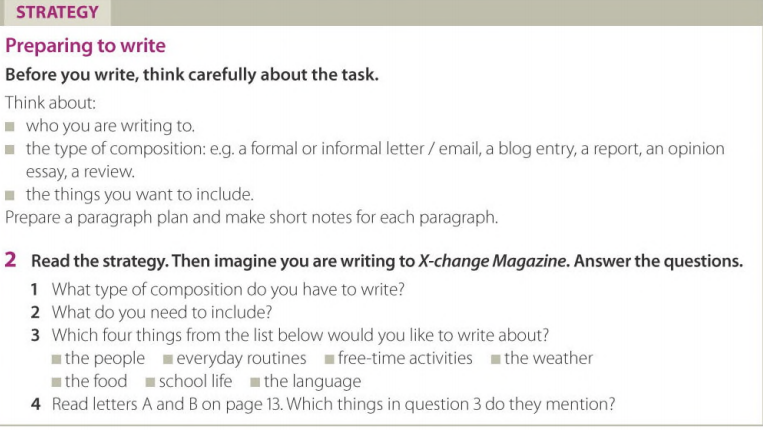 STRATEGY
Preparing to write
Before you write, think carefully about the task.
Think about:
■ who you are writing to.
■ the type of composition: e.g. a formal or informal letter / email, a blog entry, a report, an opinion
essay, a review.
■ the things you want to include.
Prepare a paragraph plan and make short notes for each paragraph.
2 Read the strategy. Then imagine you are writing to X-change Magazine. Answer the questions.
1 What type of composition do you have to write?
2 What do you need to include?
3 Which four things from the list below would you like to write about?
■ the people ■ everyday routines ■ free-time activities ■ the weather
■ the food ■ school life ■ the language
4 Read letters A and B on page 13. Which things in question 3 do they mention?